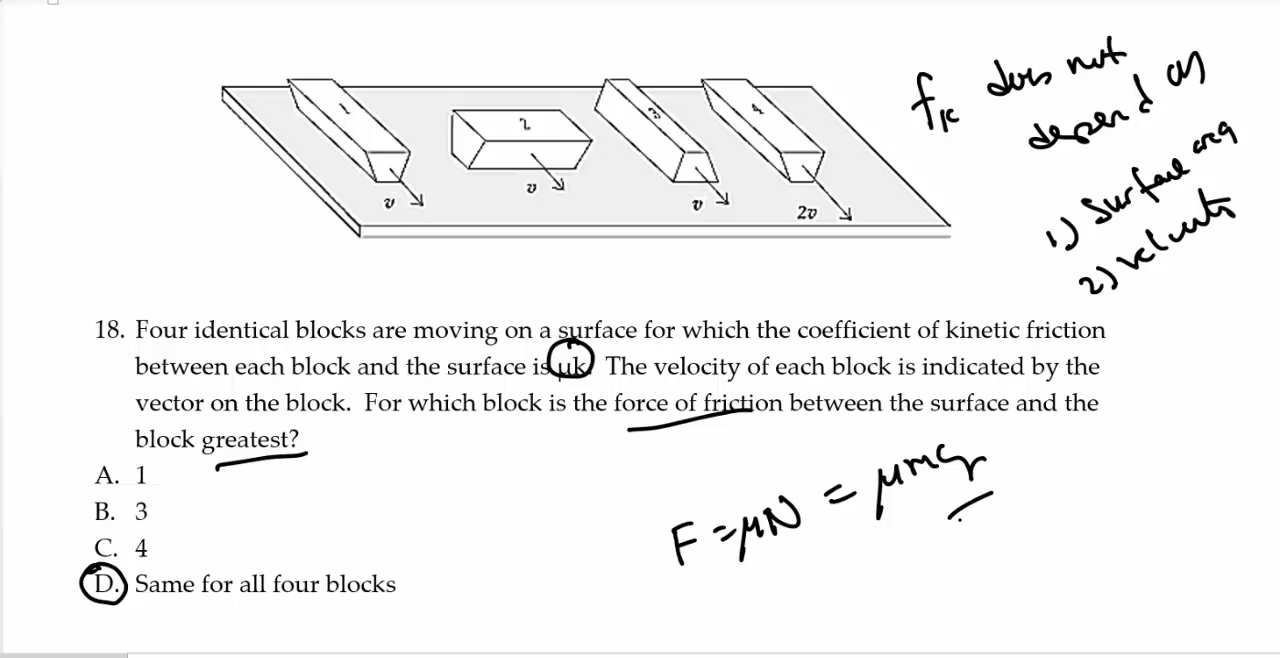 1
2
3
4
v
v
v
2v
fk does not
depend on
1) Surface area
2) velocity
18. Four identical blocks are moving on a surface for which the coefficient of kinetic friction
between each block and the surface is μk. The velocity of each block is indicated by the
vector on the block. For which block is the force of friction between the surface and the
block greatest?
A. 1
B. 3
C. 4
D. Same for all four blocks
F = μN = μmg